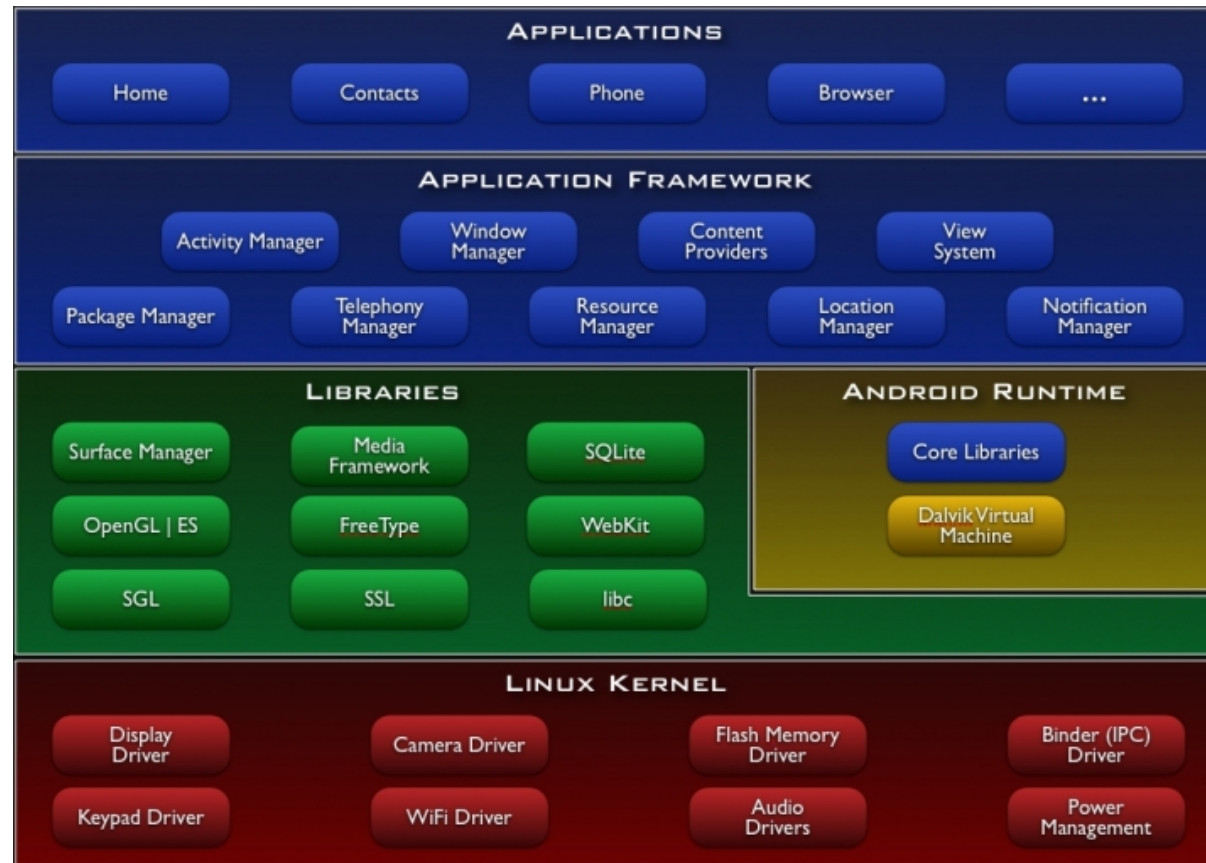 APPLICATIONS
Home
Contacts
Phone
Browser
...
APPLICATION FRAMEWORK
Activity Manager
Window
Manager
Content
Providers
View
System
Package Manager
Telephony
Manager
Resource
Manager
Location
Manager
Notification
Manager
LIBRARIES
Surface Manager
Media
Framework
SQLite
OpenGL | ES
FreeType
WebKit
SGL
SSL
libc
ANDROID RUNTIME
Core Libraries
Dalvik Virtual
Machine
LINUX KERNEL
Display
Driver
Camera Driver
Flash Memory
Driver
Binder (IPC)
Driver
Keypad Driver
WiFi Driver
Audio
Drivers
Power
Management